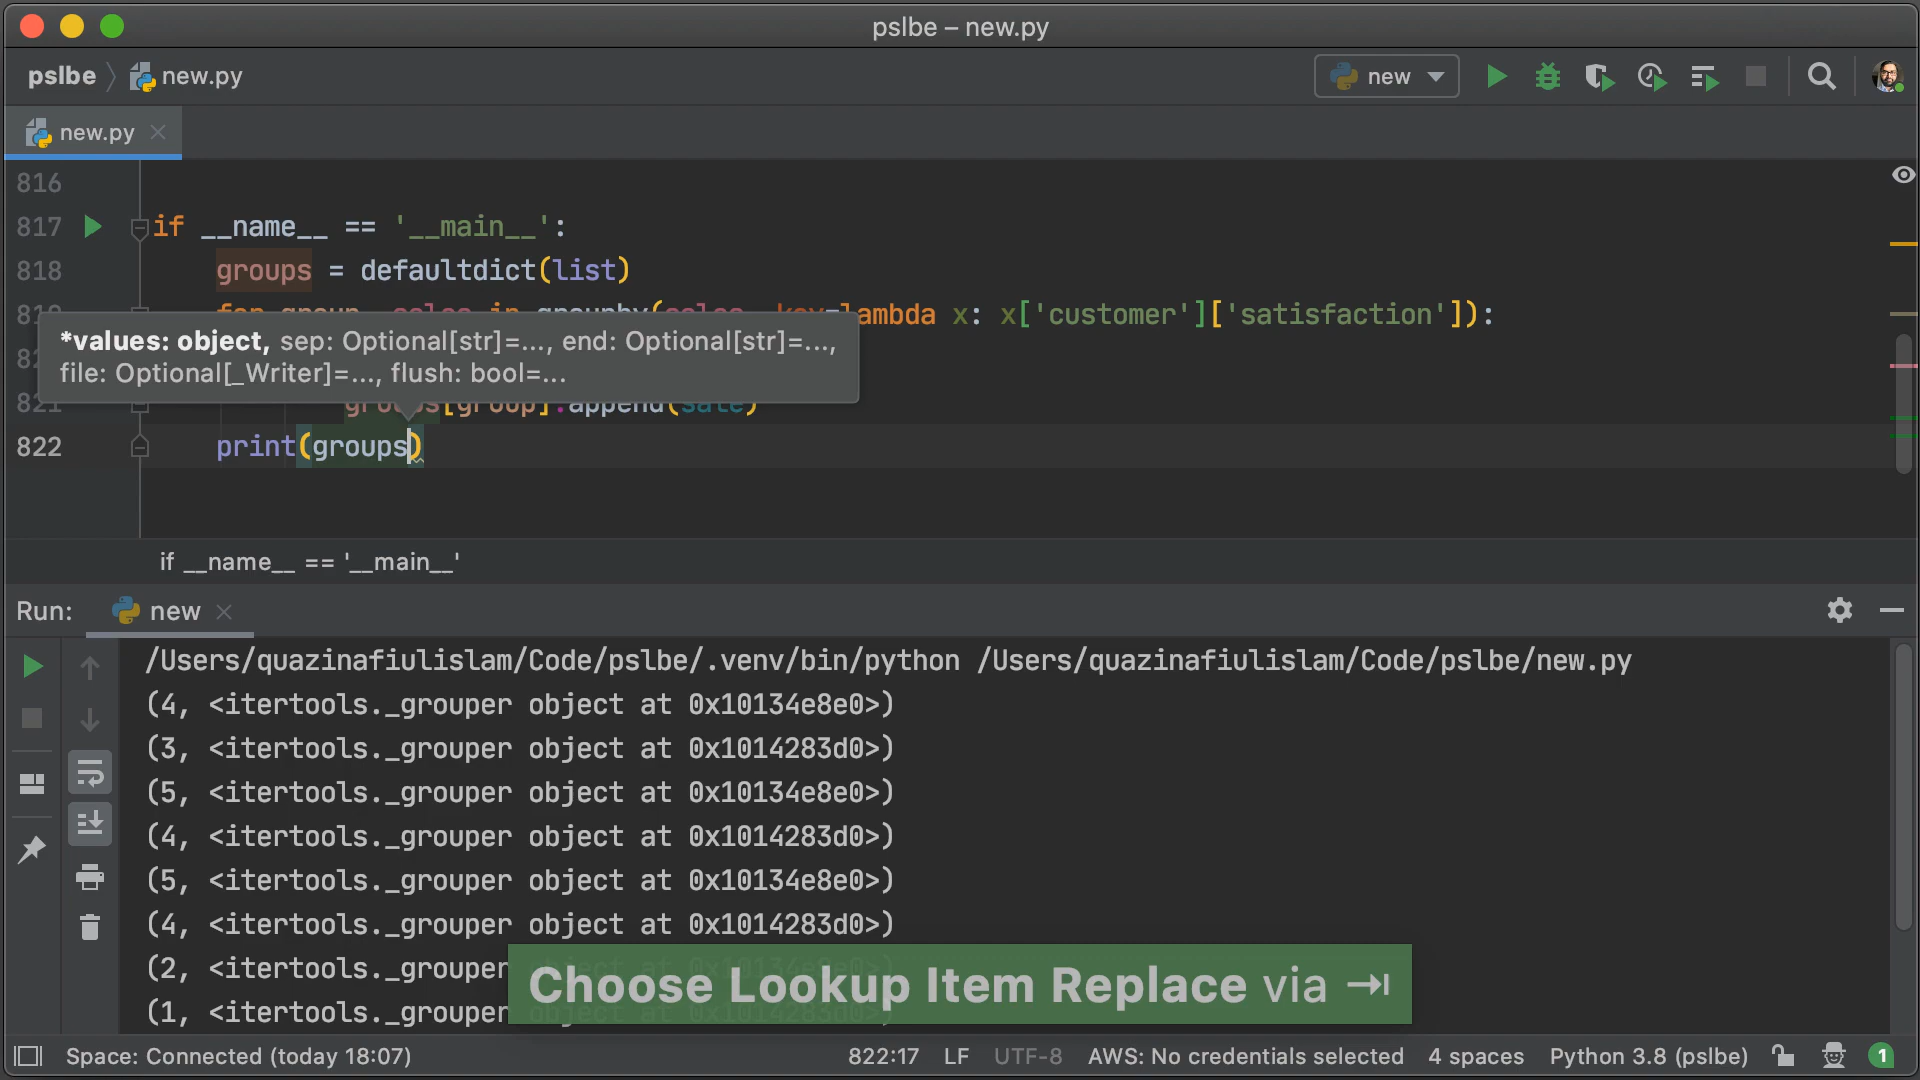 pslbe – new.py
pslbe new.py
new
new.py
816
817 if __name__ == '__main__':
818 groups = defaultdict(list)
lambda x: x['customer']['satisfaction']):
*values: object, sep: Optional[str]=..., end: Optional[str]=...,
file: Optional[_Writer]=..., flush: bool=...
821 groups[group].append(sale)
822 print(groups)
if __name__ == '__main__'
Run: new
/Users/quazinafiulislam/Code/pslbe/.venv/bin/python /Users/quazinafiulislam/Code/pslbe/new.py
(4, <itertools._grouper object at 0x10134e8e0>)
(3, <itertools._grouper object at 0x1014283d0>)
(5, <itertools._grouper object at 0x10134e8e0>)
(4, <itertools._grouper object at 0x1014283d0>)
(5, <itertools._grouper object at 0x10134e8e0>)
(4, <itertools._grouper object at 0x1014283d0>)
(2, <itertools._grouper
(1, <itertools._grouper
Choose Lookup Item Replace via ⇥
Space: Connected (today 18:07) 822:17 LF UTF-8 AWS: No credentials selected 4 spaces Python 3.8 (pslbe) 1